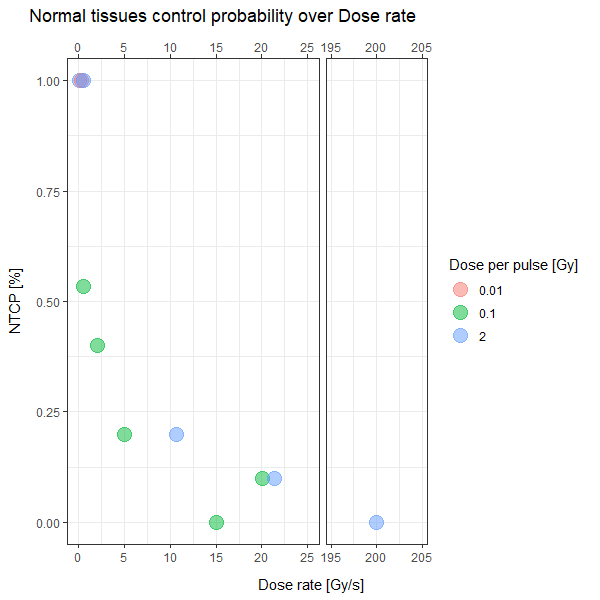 Normal tissues control probability over Dose rate
0 5 10 15 20 25 195 200 205
1.00
0.75
0.50
0.25
0.00
NTCP [%]
0 5 10 15 20 25 195 200 205
Dose rate [Gy/s]
Dose per pulse [Gy]
0.01
0.1
2